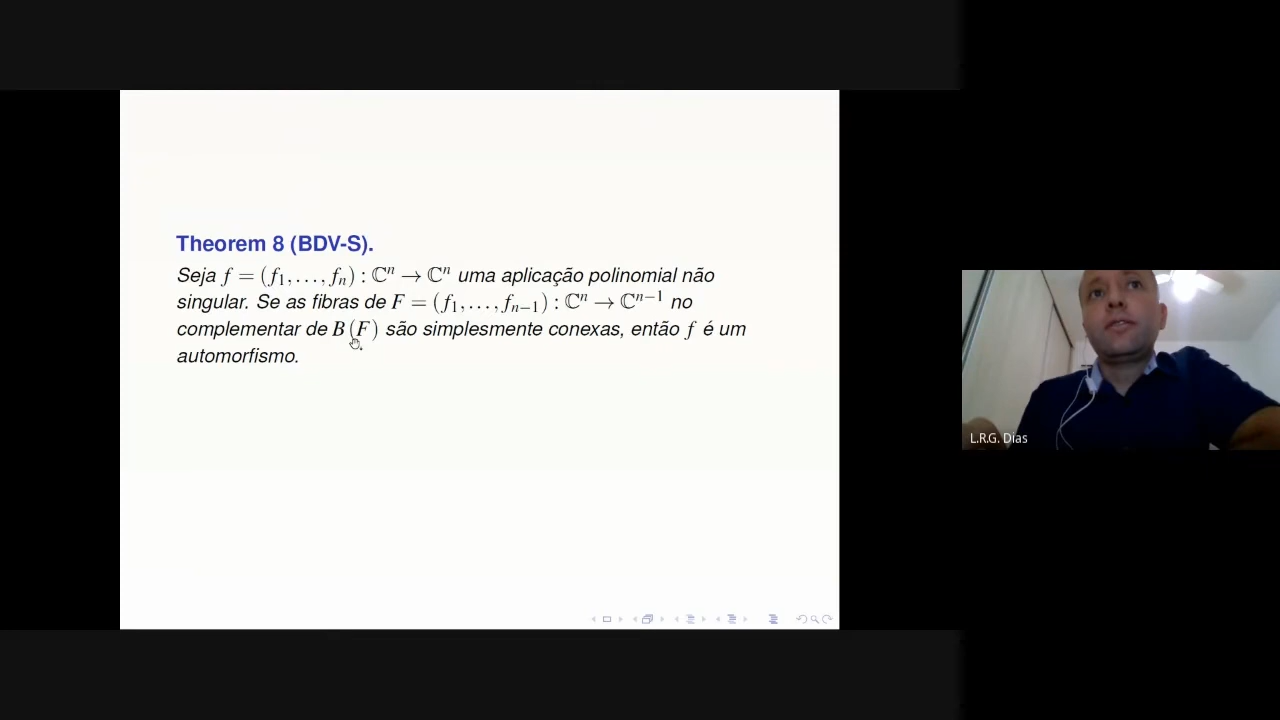 Theorem 8 (BDV-S).
Seja f = (f₁,…,fₙ) : ℂⁿ → ℂⁿ uma aplicação polinomial não
singular. Se as fibras de F = (f₁,…,fₙ₋₁) : ℂⁿ → ℂⁿ⁻¹ no
complementar de B (F) são simplesmente conexas, então f é um
automorfismo.
L.R.G. Dias